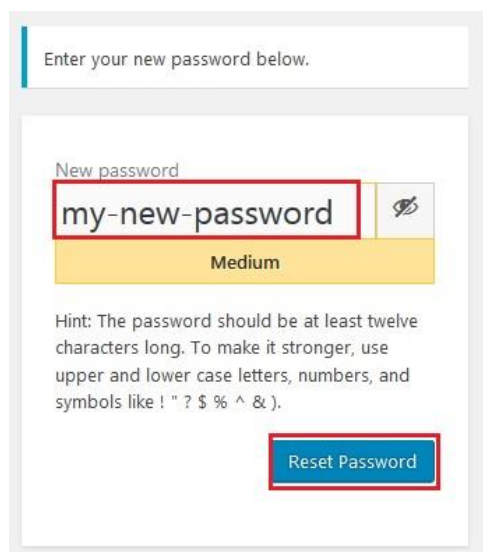 Enter your new password below.
New password
my-new-password
Medium
Hint: The password should be at least twelve
characters long. To make it stronger, use
upper and lower case letters, numbers, and
symbols like ! " ? $ % ^ & ).
Reset Password